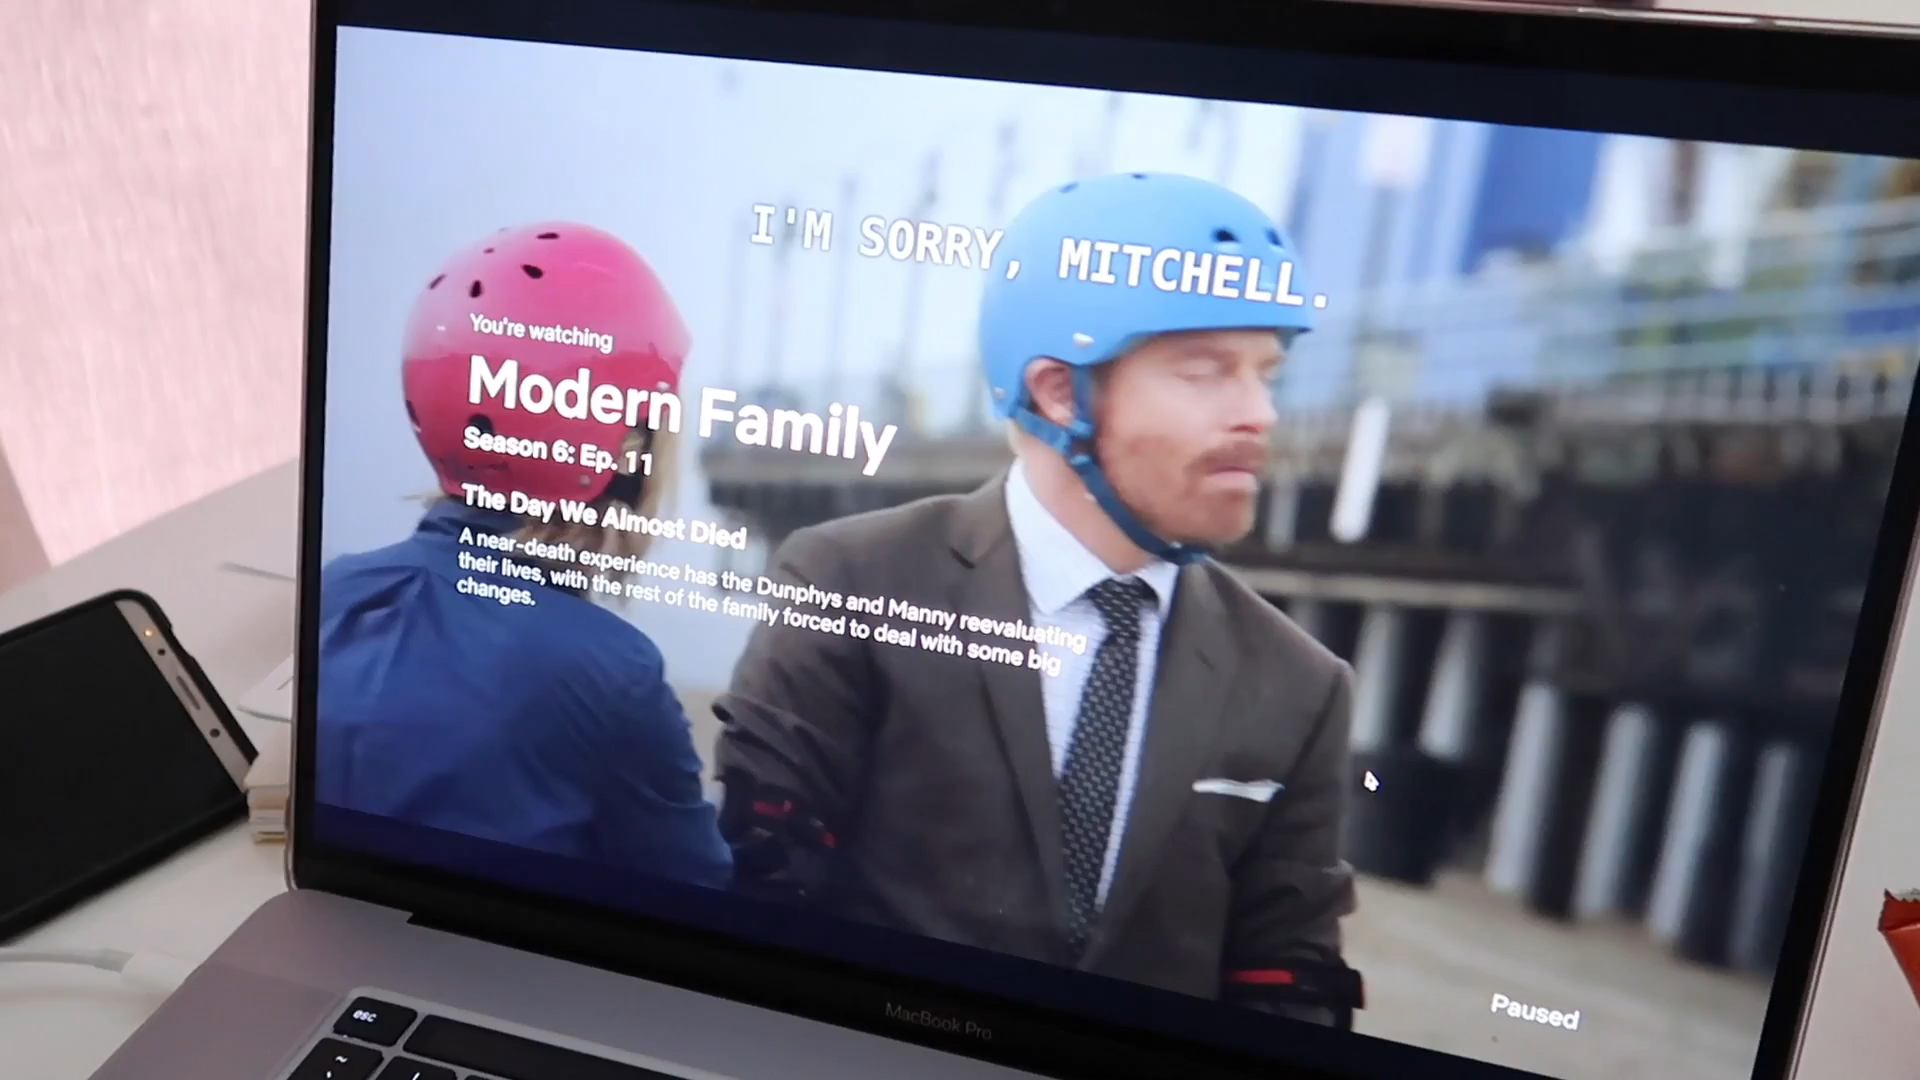 I'M SORRY, MITCHELL.
You're watching
Modern Family
Season 6: Ep. 11
The Day We Almost Died
A near-death experience has the Dunphys and Manny reevaluating
their lives, with the rest of the family forced to deal with some big
changes.
Paused
MacBook Pro
esc
~